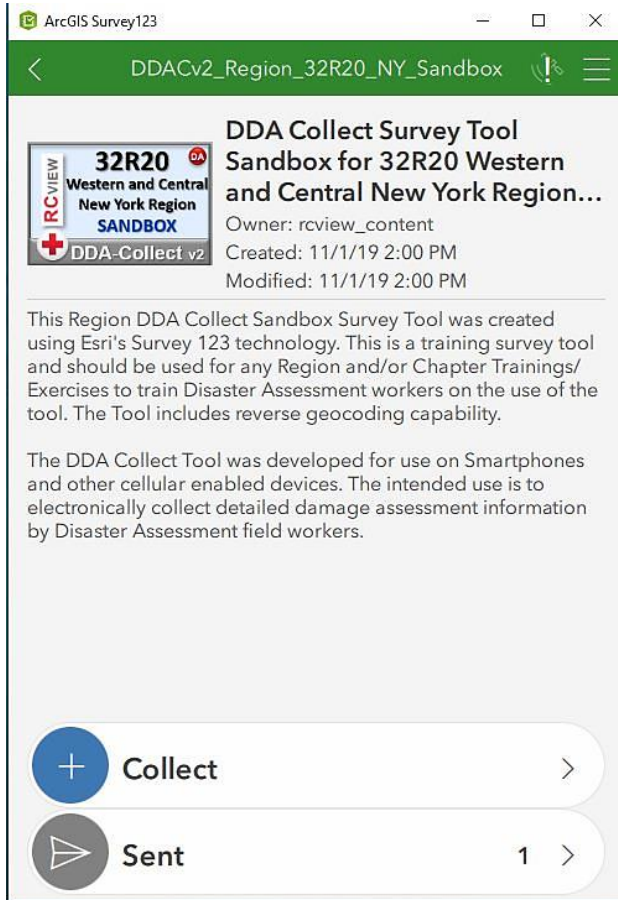 ArcGIS Survey123
DDACv2_Region_32R20_NY_Sandbox
RCVIEW
32R20
DA
Western and Central
New York Region
SANDBOX
DDA-Collect v2
DDA Collect Survey Tool
Sandbox for 32R20 Western
and Central New York Region...
Owner: rcview_content
Created: 11/1/19 2:00 PM
Modified: 11/1/19 2:00 PM
This Region DDA Collect Sandbox Survey Tool was created
using Esri's Survey 123 technology. This is a training survey tool
and should be used for any Region and/or Chapter Trainings/
Exercises to train Disaster Assessment workers on the use of the
tool. The Tool includes reverse geocoding capability.
The DDA Collect Tool was developed for use on Smartphones
and other cellular enabled devices. The intended use is to
electronically collect detailed damage assessment information
by Disaster Assessment field workers.
Collect
Sent 1